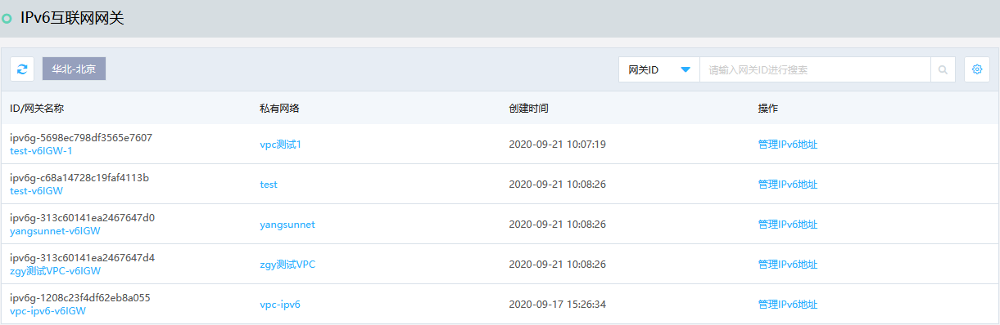 IPv6互联网网关
华北-北京
网关ID
请输入网关ID进行搜索
ID/网关名称 私有网络 创建时间 操作
ipv6g-5698ec798df3565e7607
test-v6IGW-1
vpc测试1 2020-09-21 10:07:19 管理IPv6地址
ipv6g-c68a14728c19faf4113b
test-v6IGW
test 2020-09-21 10:08:26 管理IPv6地址
ipv6g-313c60141ea2467647d0
yangsunnet-v6IGW
yangsunnet 2020-09-21 10:08:26 管理IPv6地址
ipv6g-313c60141ea2467647d4
zgy测试VPC-v6IGW
zgy测试VPC 2020-09-21 10:08:26 管理IPv6地址
ipv6g-1208c23f4df62eb8a055
vpc-ipv6-v6IGW
vpc-ipv6 2020-09-17 15:26:34 管理IPv6地址